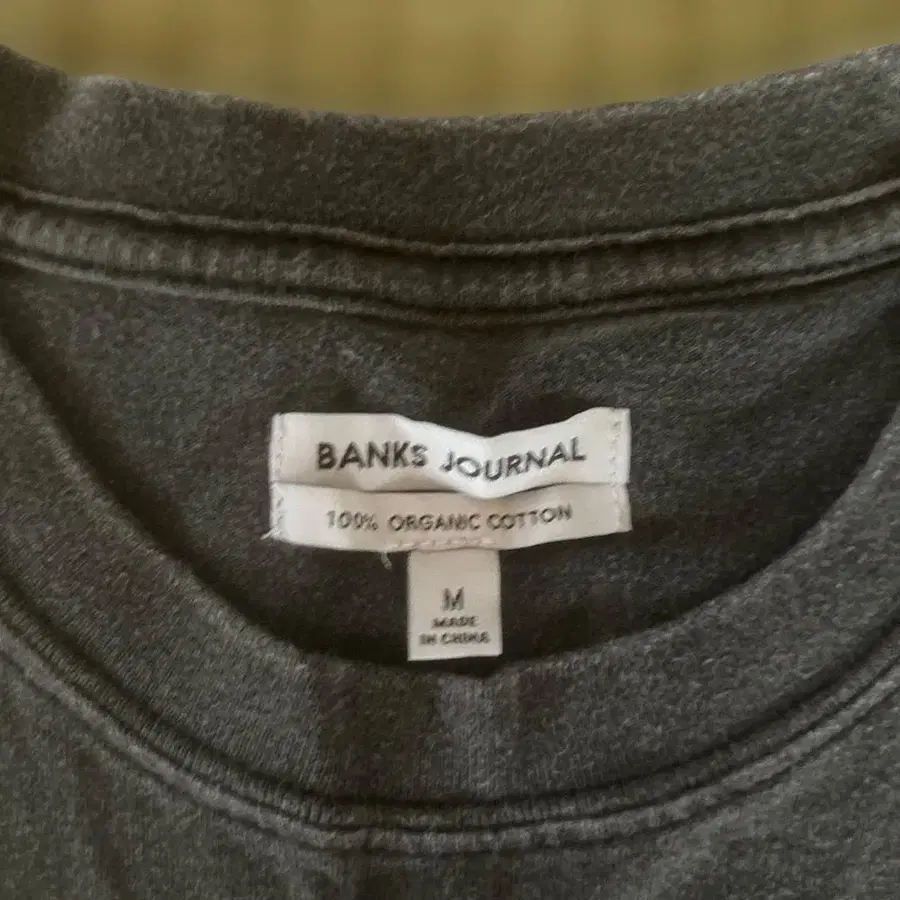 BANKS JOURNAL
100% ORGANIC COTTON
M
MADE
IN CHINA